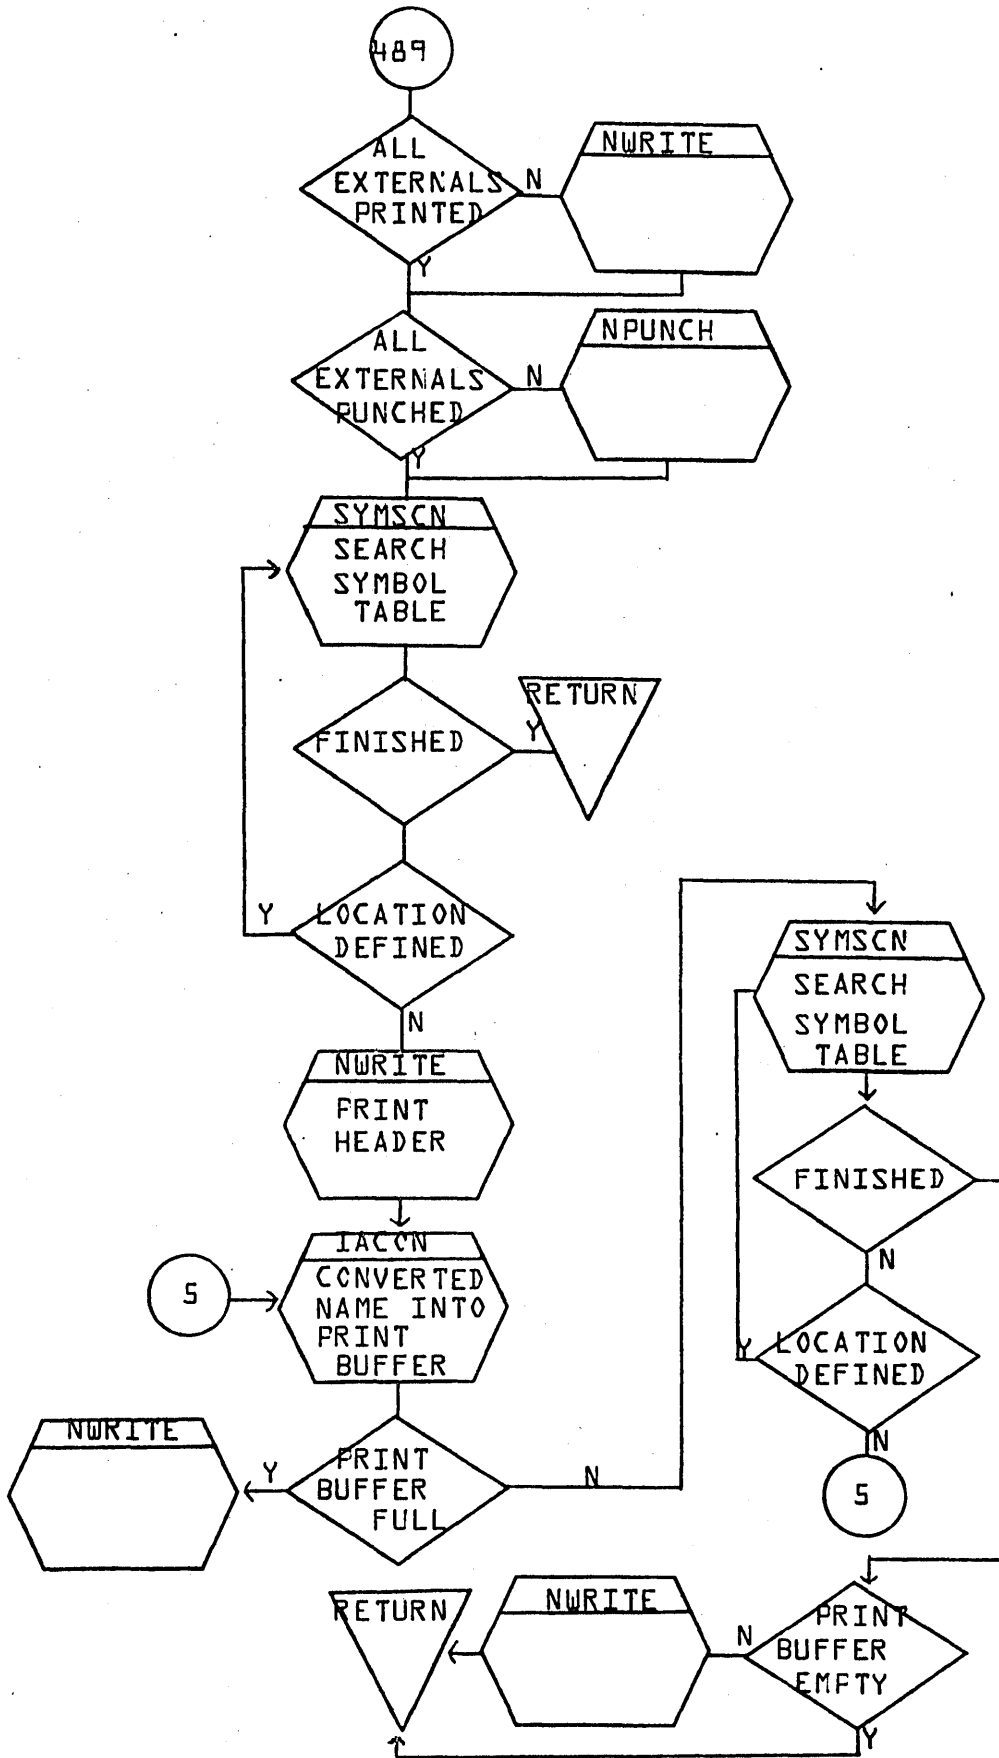 489
ALL
EXTERNALS
PRINTED
N
NWRITE
Y
ALL
EXTERNALS
PUNCHED
N
NPUNCH
Y
SYMSCN
SEARCH
SYMBOL
TABLE
FINISHED
Y
RETURN
Y
LOCATION
DEFINED
N
NWRITE
PRINT
HEADER
IACCN
CONVERTED
NAME INTO
PRINT
BUFFER
5
PRINT
BUFFER
FULL
Y
NWRITE
N
SYMSCN
SEARCH
SYMBOL
TABLE
FINISHED
N
Y
LOCATION
DEFINED
N
5
PRINT
BUFFER
EMPTY
N
NWRITE
RETURN
Y